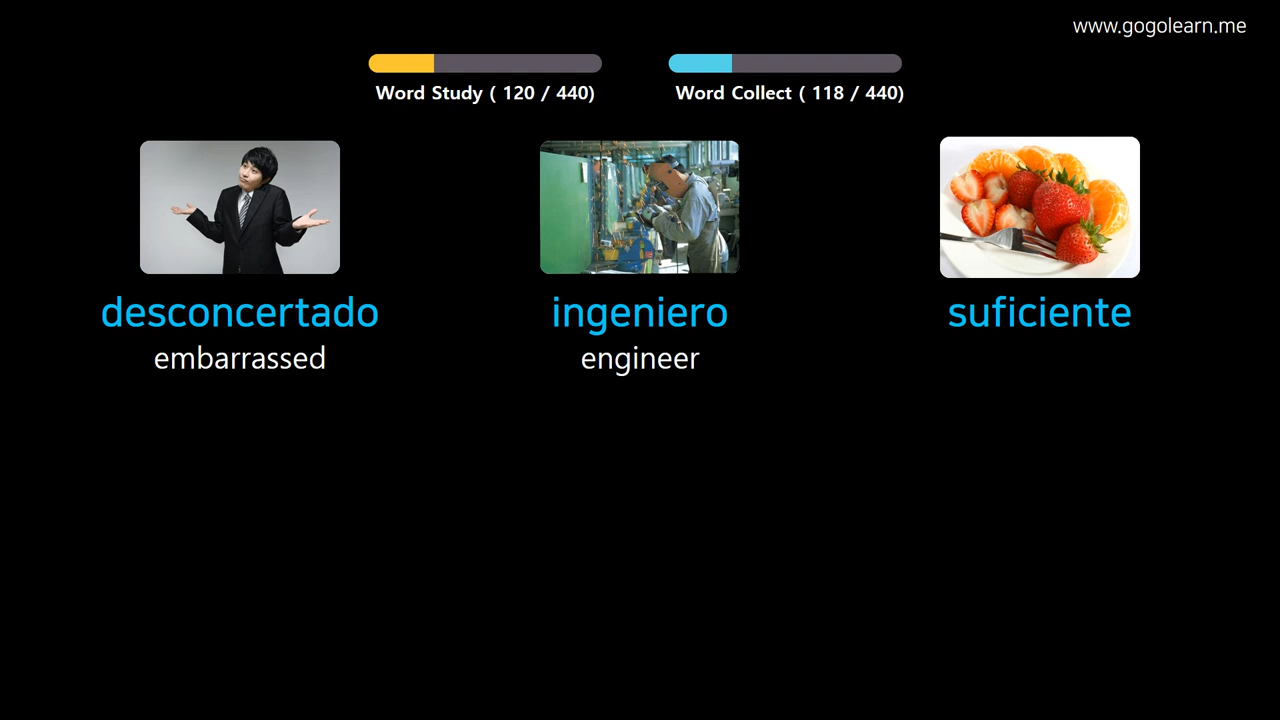 www.gogolearn.me
Word Study ( 120 / 440)
Word Collect ( 118 / 440)
desconcertado
embarrassed
ingeniero
engineer
suficiente